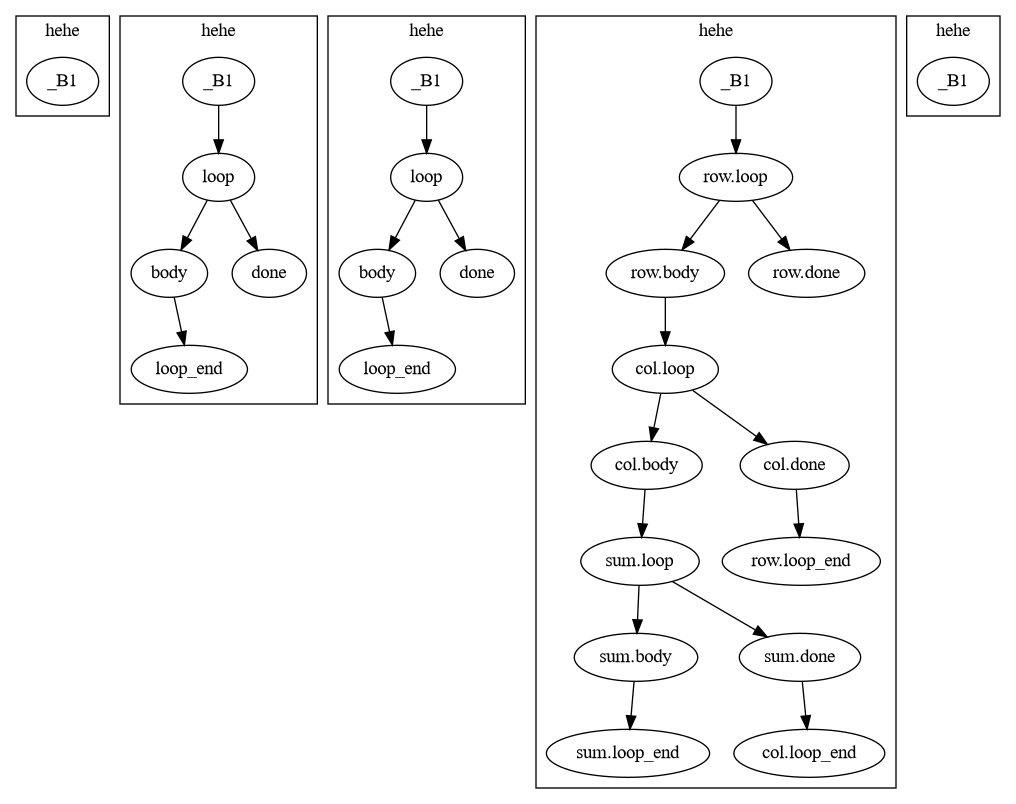 hehe
_B1
hehe
_B1
loop
body
done
loop_end
hehe
_B1
loop
body
done
loop_end
hehe
_B1
row.loop
row.body
row.done
col.loop
col.body
col.done
sum.loop
row.loop_end
sum.body
sum.done
sum.loop_end
col.loop_end
hehe
_B1